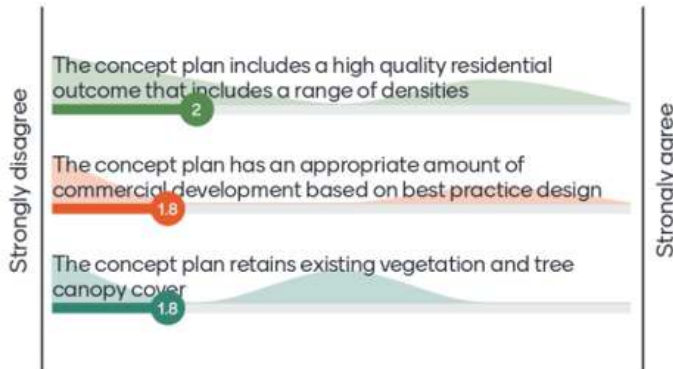 Strongly disagree
The concept plan includes a high quality residential
outcome that includes a range of densities
2
The concept plan has an appropriate amount of
commercial development based on best practice design
1.8
The concept plan retains existing vegetation and tree
canopy cover
1.8
Strongly agree